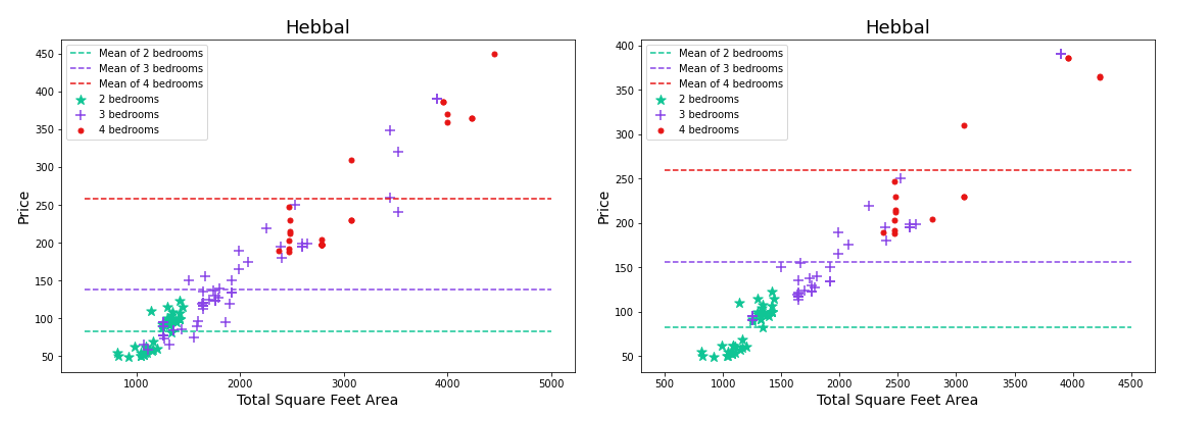 Hebbal
Price
450
400
350
300
250
200
150
100
50
Mean of 2 bedrooms
Mean of 3 bedrooms
Mean of 4 bedrooms
2 bedrooms
3 bedrooms
4 bedrooms
1000 2000 3000 4000 5000
Total Square Feet Area
Hebbal
Price
400
350
300
250
200
150
100
50
Mean of 2 bedrooms
Mean of 3 bedrooms
Mean of 4 bedrooms
2 bedrooms
3 bedrooms
4 bedrooms
500 1000 1500 2000 2500 3000 3500 4000 4500
Total Square Feet Area